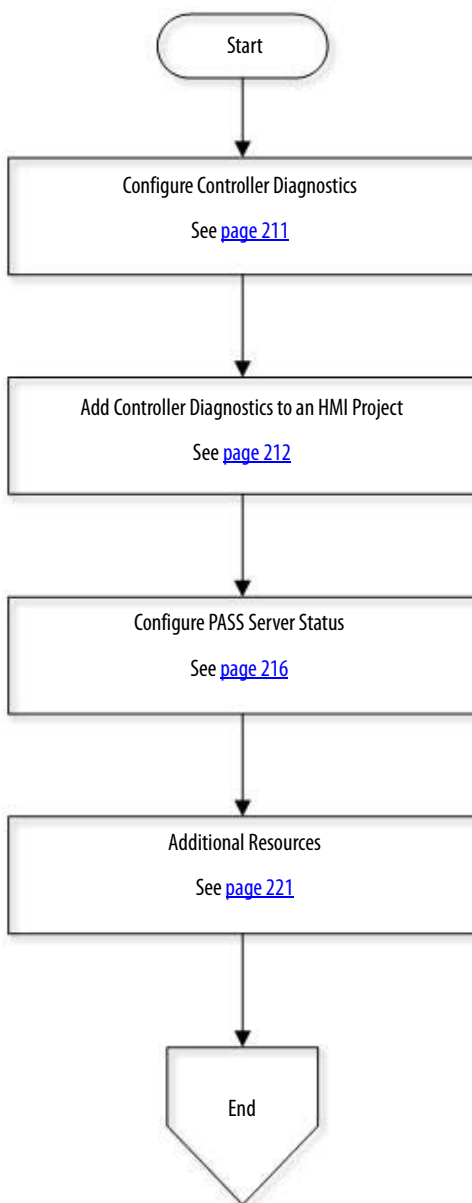 Start
Configure Controller Diagnostics
See page 211
Add Controller Diagnostics to an HMI Project
See page 212
Configure PASS Server Status
See page 216
Additional Resources
See page 221
End